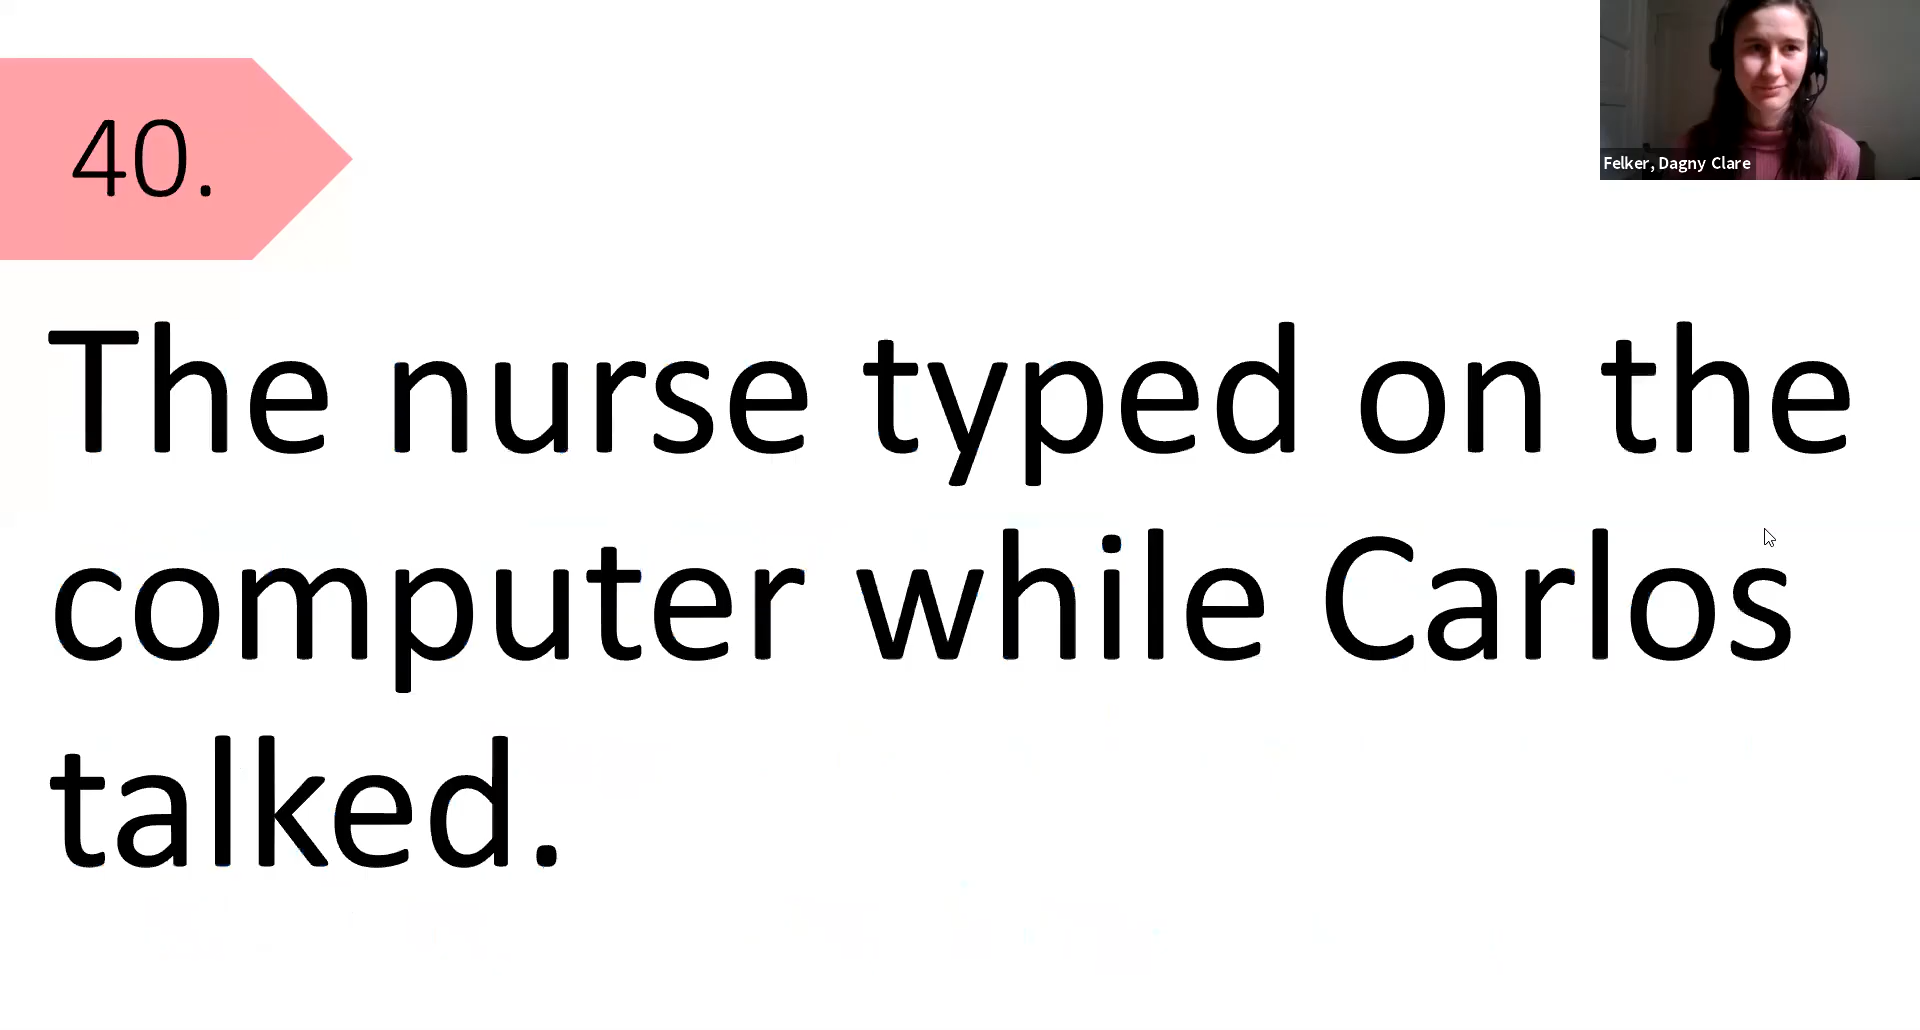 40.
Felker, Dagny Clare
The nurse typed on the
computer while Carlos
talked.